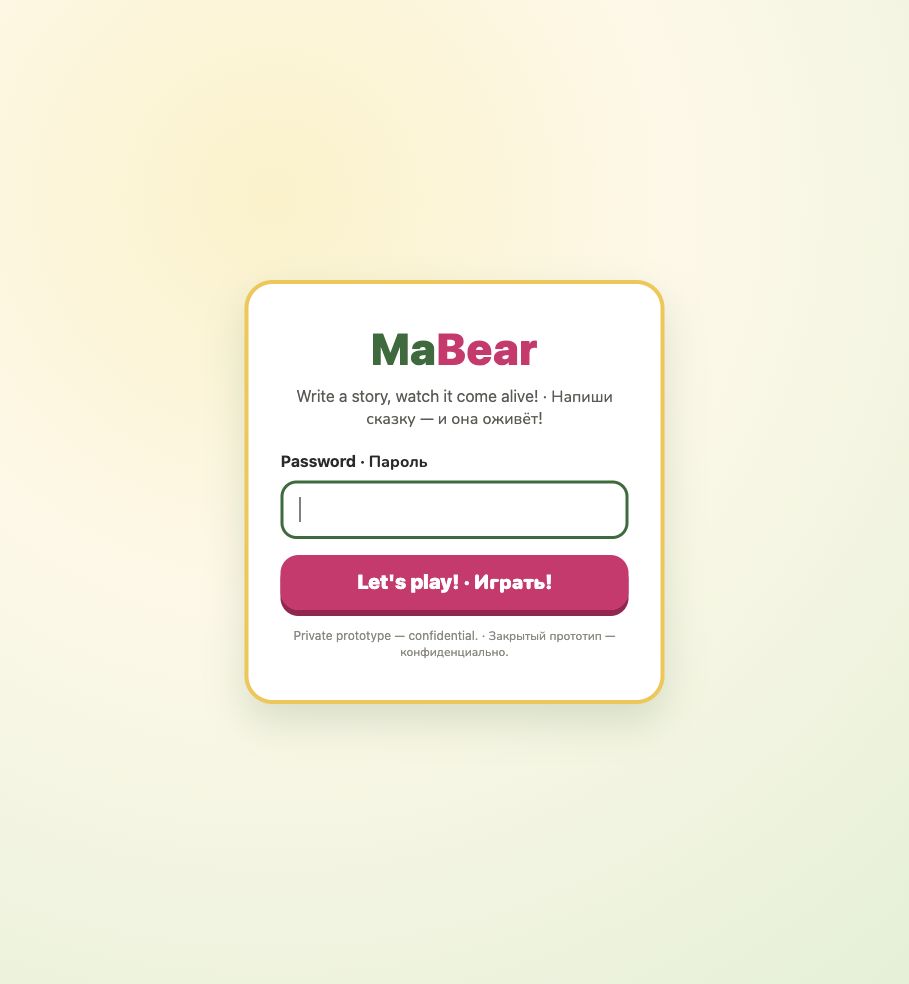 MaBear
Write a story, watch it come alive! · Напиши
сказку — и она оживёт!
Password · Пароль
Let's play! · Играть!
Private prototype — confidential. · Закрытый прототип —
конфиденциально.